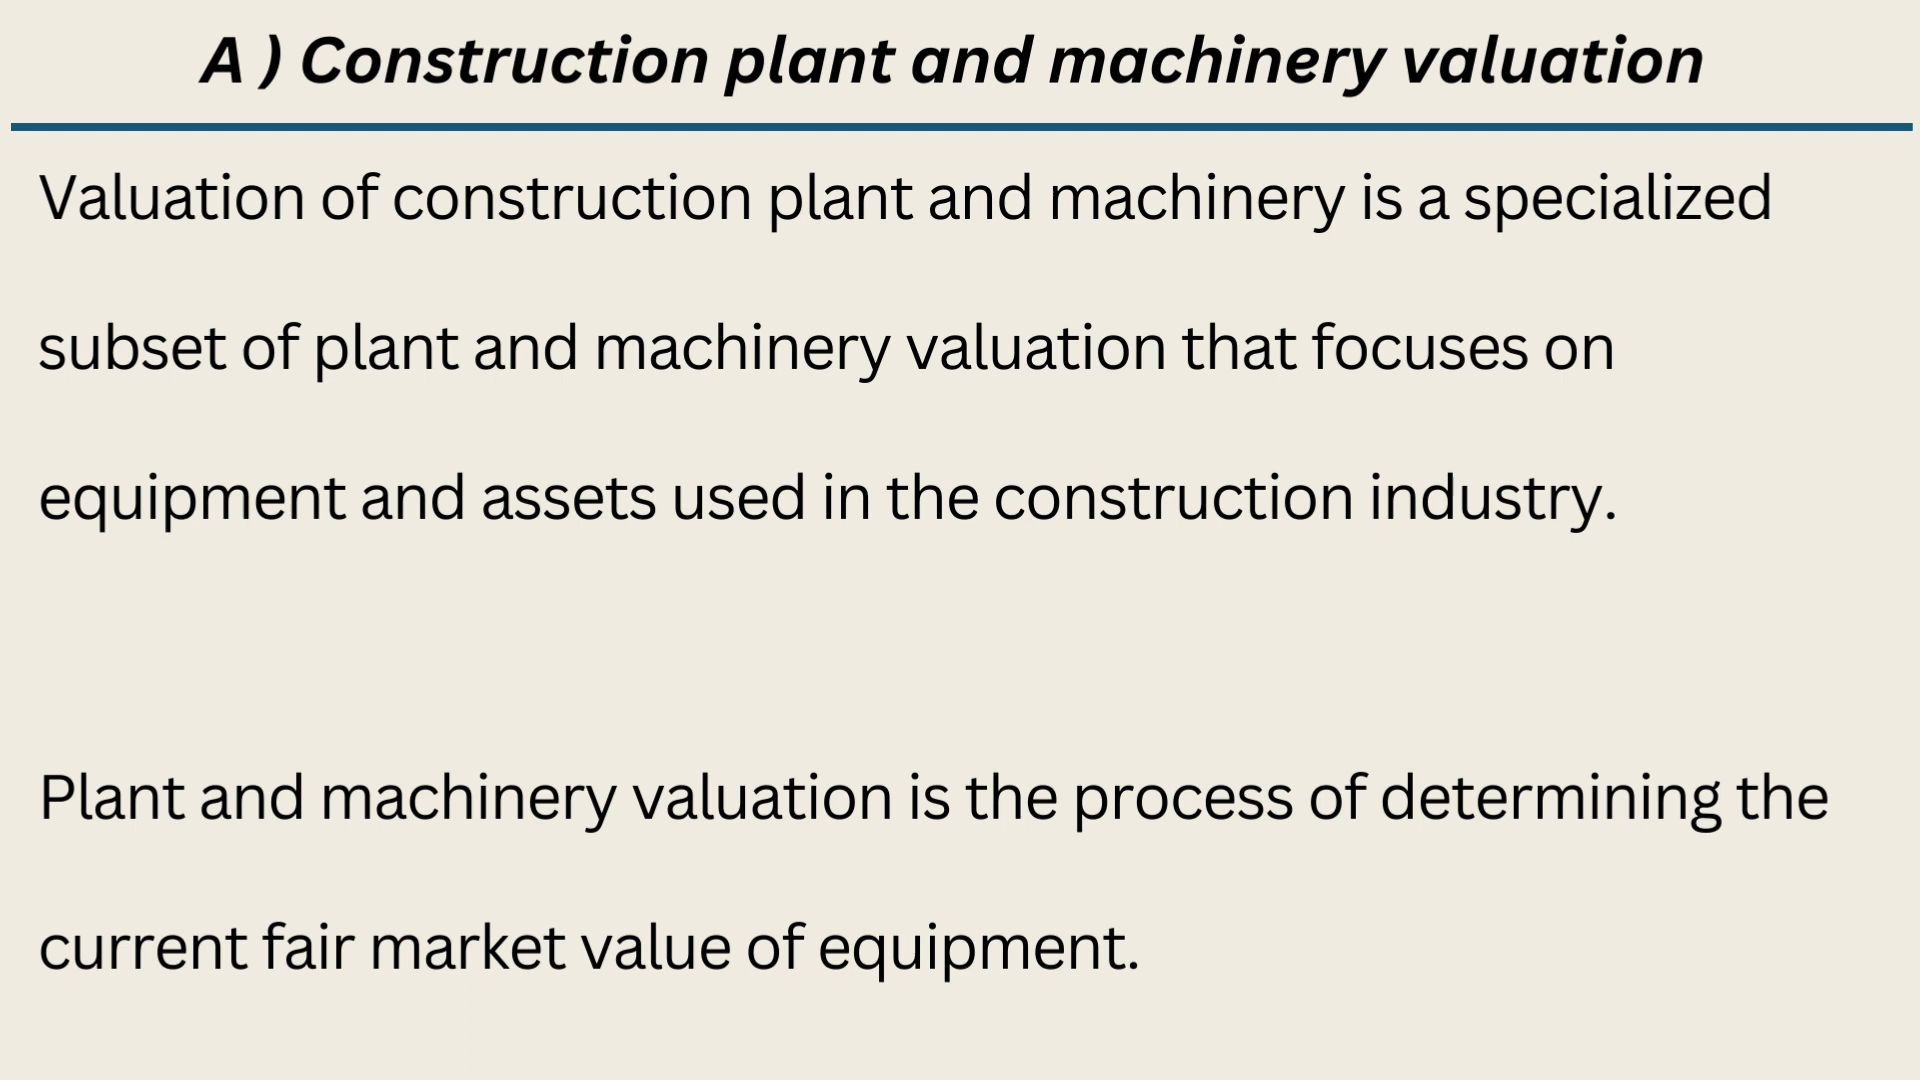 A ) Construction plant and machinery valuation
Valuation of construction plant and machinery is a specialized
subset of plant and machinery valuation that focuses on
equipment and assets used in the construction industry.
Plant and machinery valuation is the process of determining the
current fair market value of equipment.